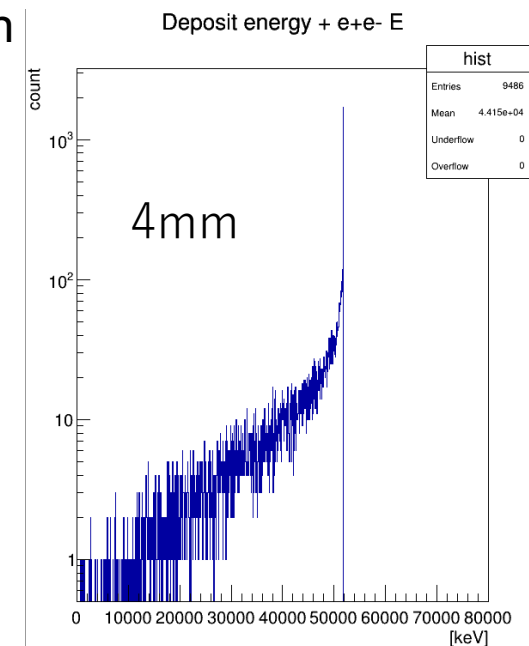 n
Deposit energy + e+e- E
count
hist
Entries 9486
Mean 4.415e+04
Underflow 0
Overflow 0
10³
4mm
10²
10
1
0 10000 20000 30000 40000 50000 60000 70000 80000
[keV]